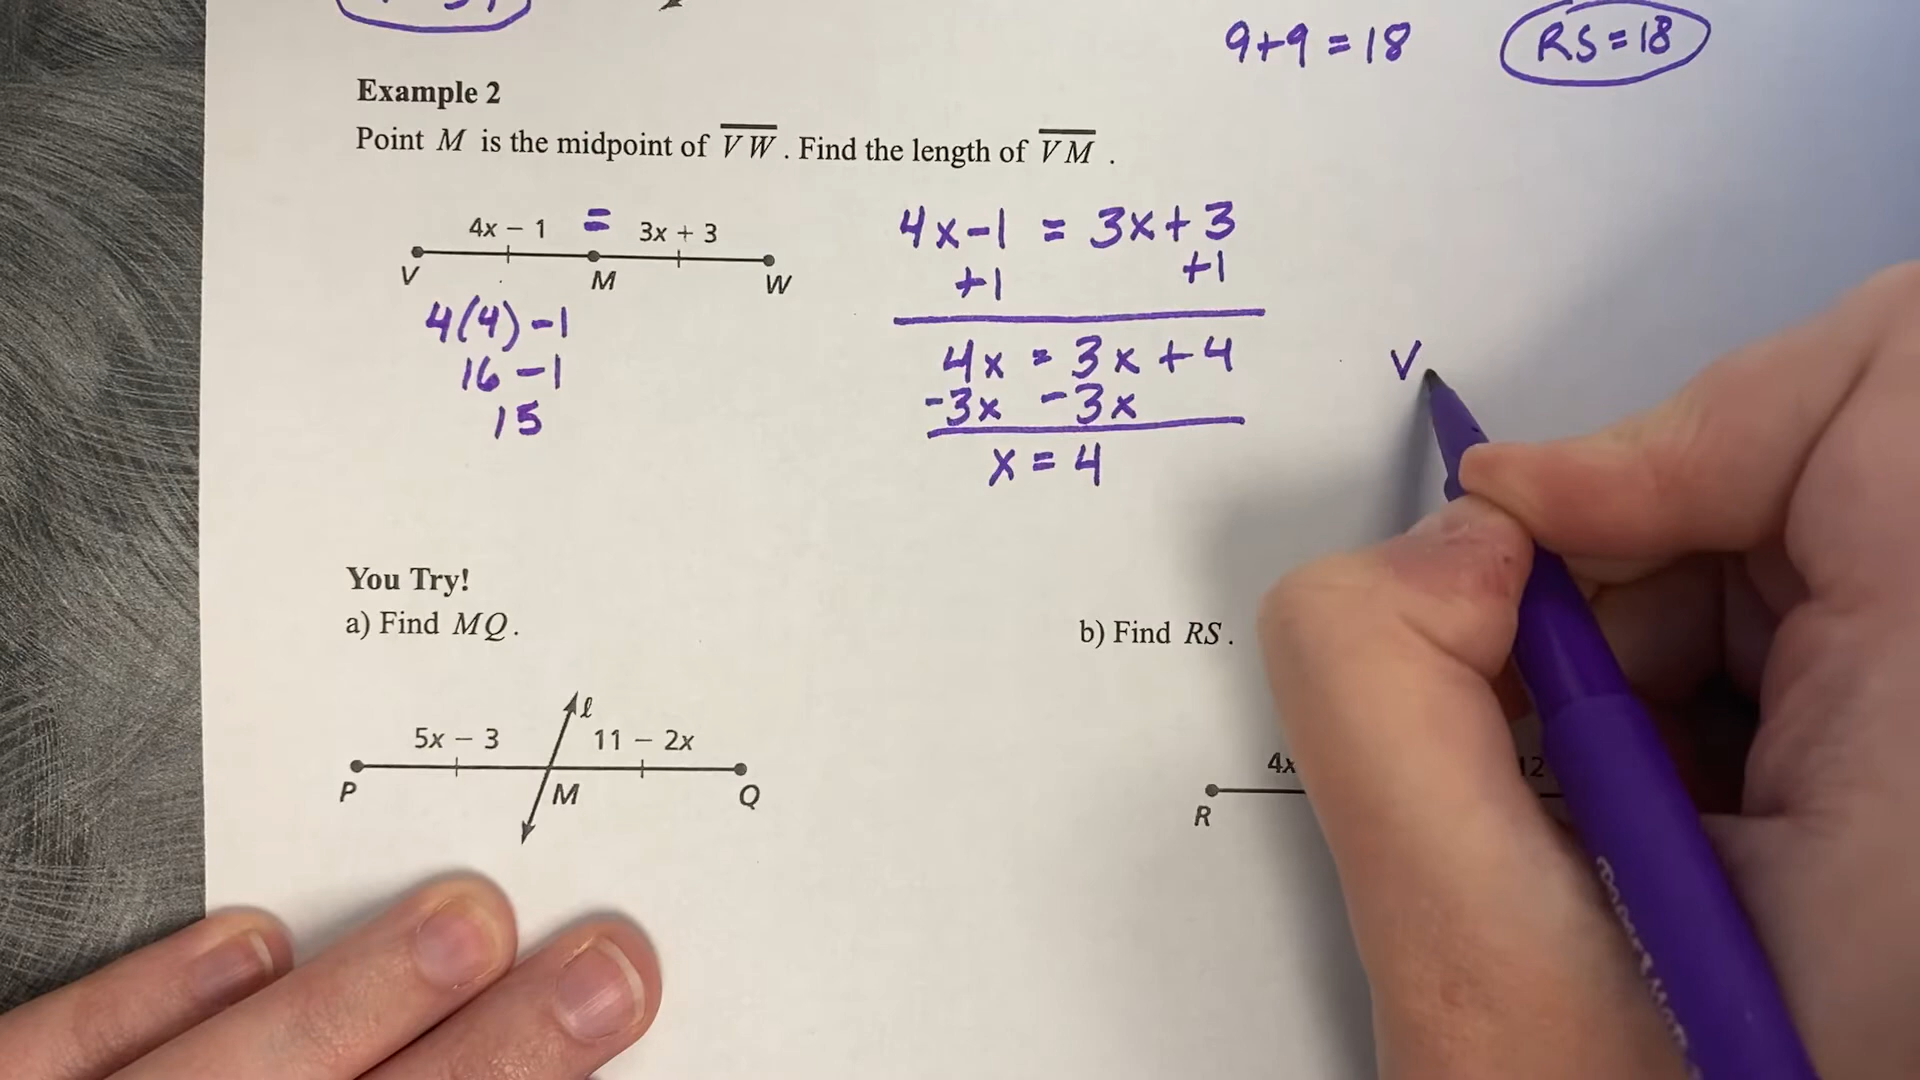 9+9=18
RS=18
Example 2
Point M is the midpoint of VW. Find the length of VM.
4x − 1 = 3x + 3
V M W
4(4)-1
16-1
15
4x-1 = 3x+3
+1 +1
4x = 3x+4
-3x -3x
x=4
V
You Try!
a) Find MQ.
ℓ
5x − 3 11 − 2x
P M Q
b) Find RS.
4x 12
R